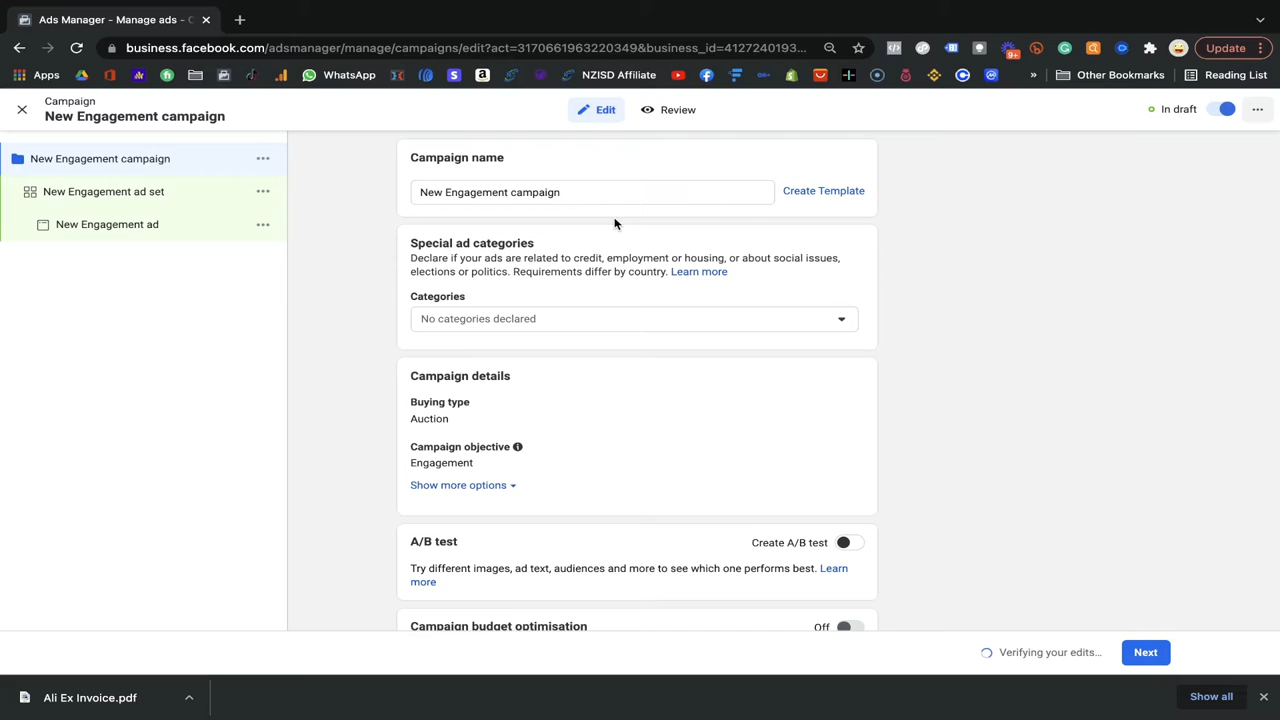 Ads Manager - Manage ads - C
business.facebook.com/adsmanager/manage/campaigns/edit?act=3170661963220349&business_id=4127240193...
Update
Apps
WhatsApp
NZISD Affiliate
»
Other Bookmarks
Reading List
9+
Campaign
New Engagement campaign
Edit
Review
In draft
New Engagement campaign
New Engagement ad set
New Engagement ad
Campaign name
New Engagement campaign
Create Template
Special ad categories
Declare if your ads are related to credit, employment or housing, or about social issues,
elections or politics. Requirements differ by country. Learn more
Categories
No categories declared
Campaign details
Buying type
Auction
Campaign objective
Engagement
Show more options
A/B test
Create A/B test
Try different images, ad text, audiences and more to see which one performs best. Learn
more
Campaign budget optimisation
Off
Verifying your edits...
Next
Ali Ex Invoice.pdf
Show all